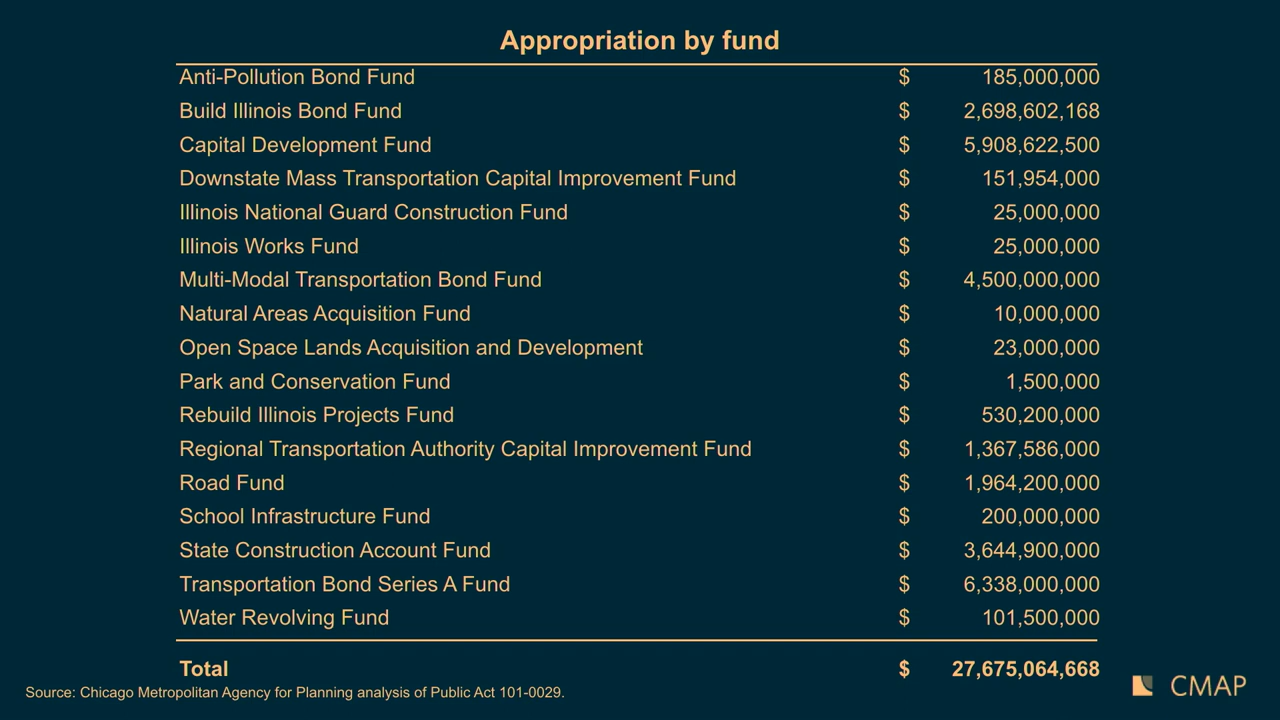 Appropriation by fund
Anti-Pollution Bond Fund $ 185,000,000
Build Illinois Bond Fund $ 2,698,602,168
Capital Development Fund $ 5,908,622,500
Downstate Mass Transportation Capital Improvement Fund $ 151,954,000
Illinois National Guard Construction Fund $ 25,000,000
Illinois Works Fund $ 25,000,000
Multi-Modal Transportation Bond Fund $ 4,500,000,000
Natural Areas Acquisition Fund $ 10,000,000
Open Space Lands Acquisition and Development $ 23,000,000
Park and Conservation Fund $ 1,500,000
Rebuild Illinois Projects Fund $ 530,200,000
Regional Transportation Authority Capital Improvement Fund $ 1,367,586,000
Road Fund $ 1,964,200,000
School Infrastructure Fund $ 200,000,000
State Construction Account Fund $ 3,644,900,000
Transportation Bond Series A Fund $ 6,338,000,000
Water Revolving Fund $ 101,500,000
Total $ 27,675,064,668
Source: Chicago Metropolitan Agency for Planning analysis of Public Act 101-0029.
CMAP